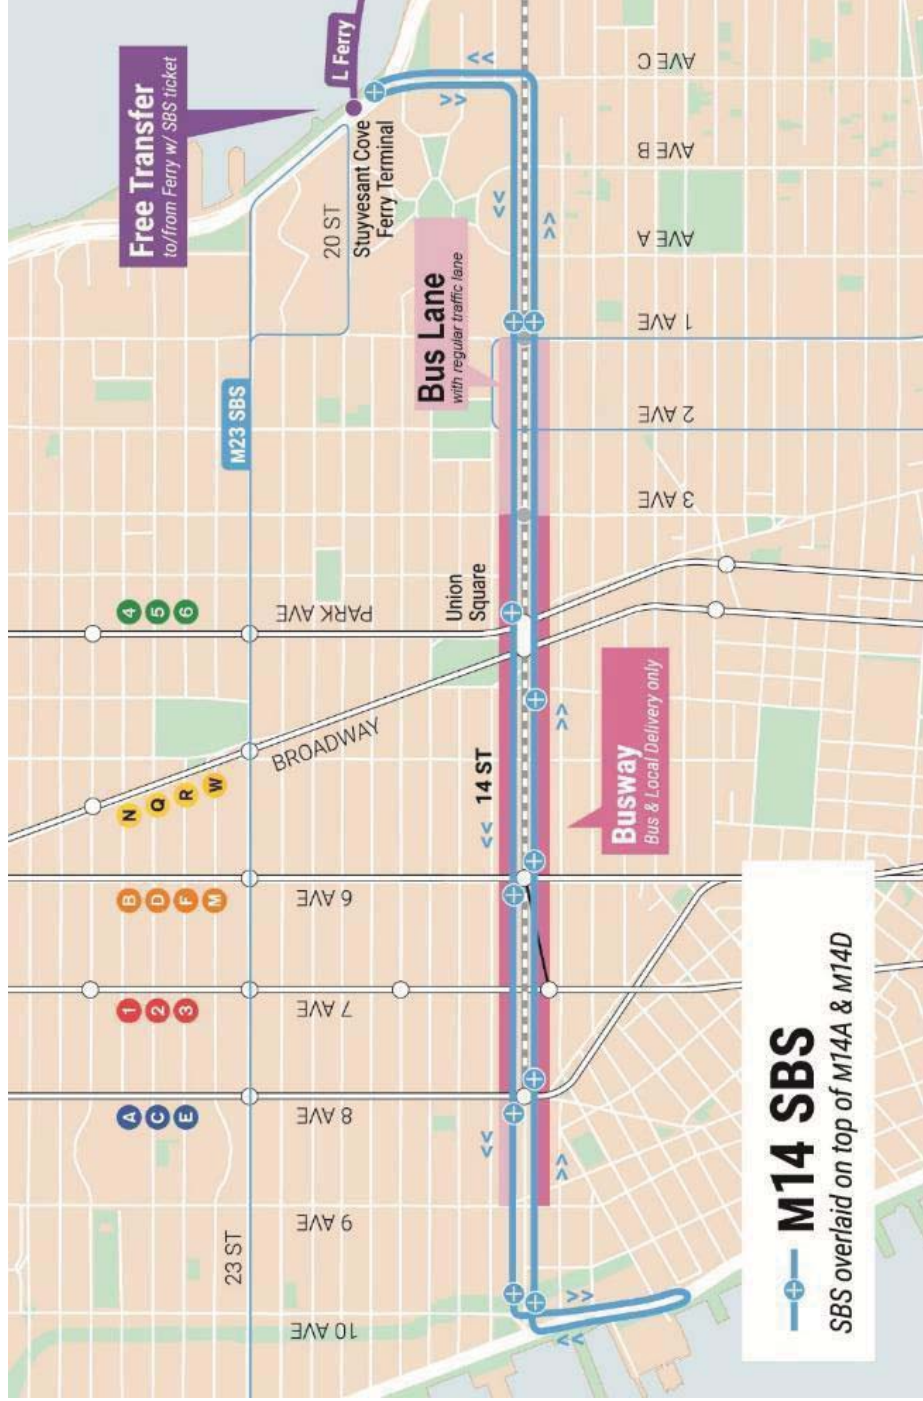 Free Transfer
to/from Ferry w/ SBS ticket
L Ferry
Stuyvesant Cove
Ferry Terminal
20 ST
Bus Lane
with regular traffic lane
M23 SBS
AVE C
AVE B
AVE A
1 AVE
2 AVE
3 AVE
Union
Square
PARK AVE
4
5
6
BROADWAY
N
Q
R
W
14 ST
Busway
Bus & Local Delivery only
6 AVE
B
D
F
M
7 AVE
1
2
3
8 AVE
A
C
E
9 AVE
23 ST
10 AVE
M14 SBS
SBS overlaid on top of M14A & M14D